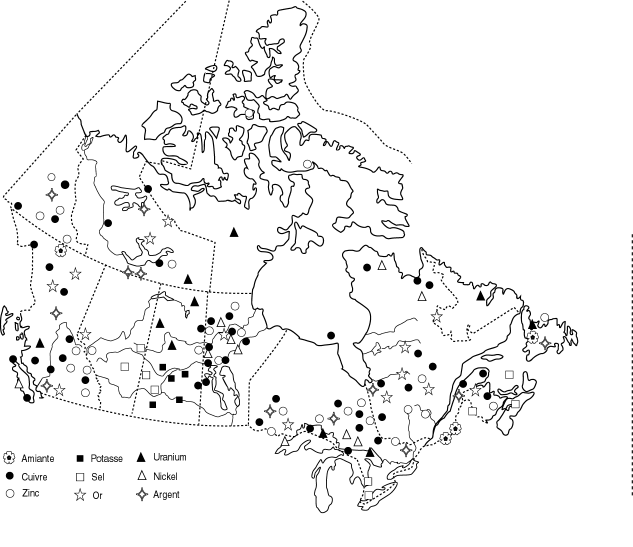 Amiante
Potasse
Uranium
Cuivre
Sel
Nickel
Zinc
Or
Argent